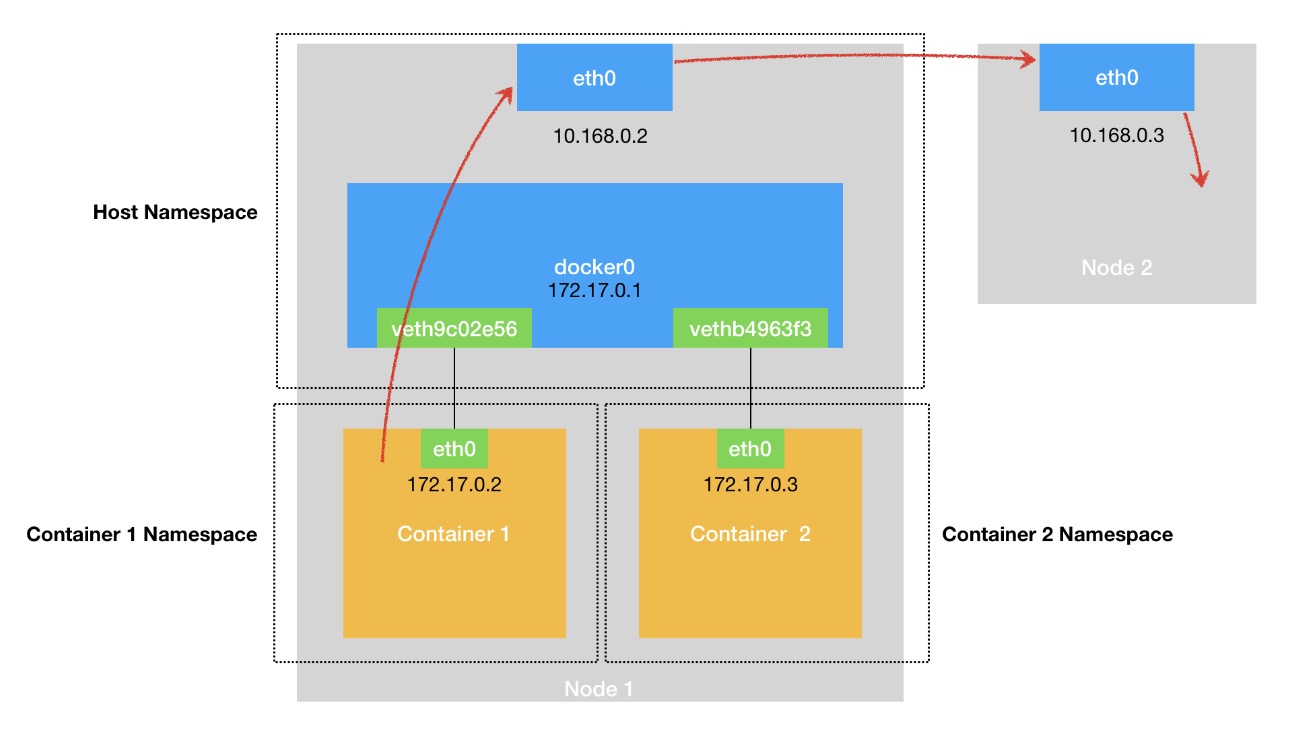 eth0
eth0
10.168.0.2
10.168.0.3
Host Namespace
docker0
Node 2
172.17.0.1
veth9c02e56
vethb4963f3
eth0
eth0
172.17.0.2
172.17.0.3
Container 1 Namespace
Container 1
Container 2
Container 2 Namespace
Node 1